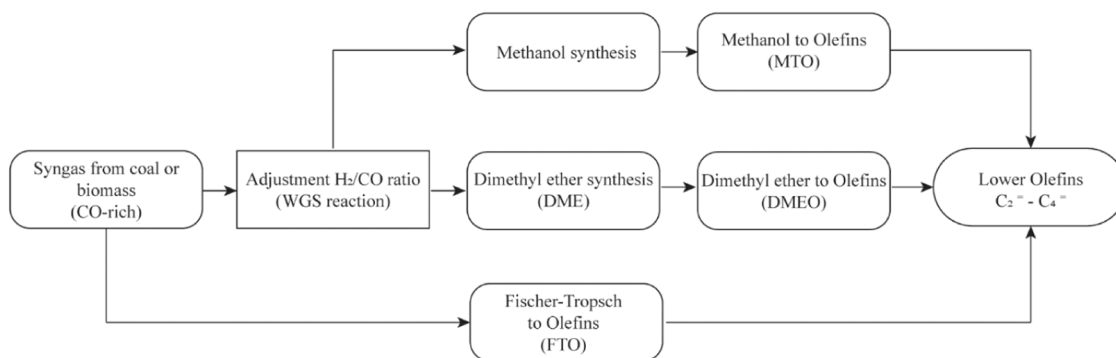 Methanol synthesis
Methanol to Olefins
(MTO)
Syngas from coal or
biomass
(CO-rich)
Adjustment H₂/CO ratio
(WGS reaction)
Dimethyl ether synthesis
(DME)
Dimethyl ether to Olefins
(DMEO)
Lower Olefins
C₂⁼ - C₄⁼
Fischer-Tropsch
to Olefins
(FTO)